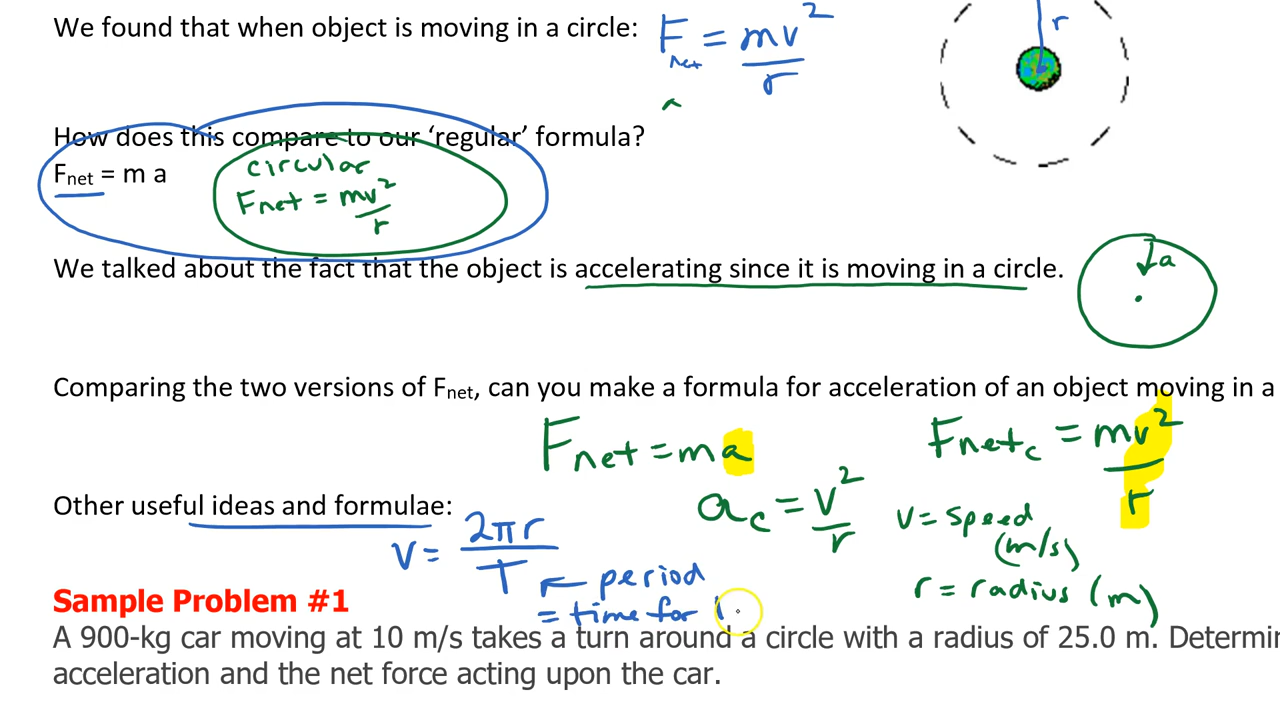 We found that when object is moving in a circle: F net = mv² / r
r
How does this compare to our ‘regular’ formula?
Fnet = m a
circular
Fnet = mv² / r
We talked about the fact that the object is accelerating since it is moving in a circle.
a
Comparing the two versions of Fnet, can you make a formula for acceleration of an object moving in a
Fnet = ma
Fnetc = mv² / r
ac = v² / r
v = speed (m/s)
r = radius (m)
Other useful ideas and formulae:
v = 2πr / T
← period
= time for 1
Sample Problem #1
A 900-kg car moving at 10 m/s takes a turn around a circle with a radius of 25.0 m. Determi
acceleration and the net force acting upon the car.